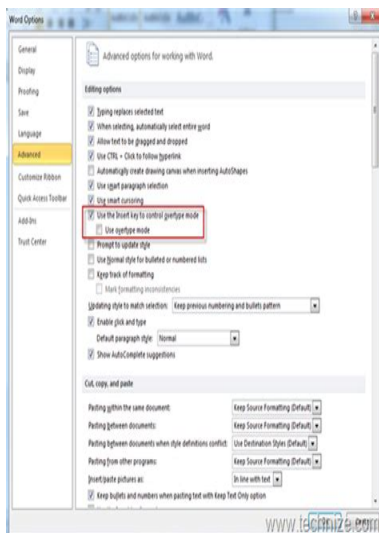 Word Options
General
Display
Proofing
Save
Language
Advanced
Customize Ribbon
Quick Access Toolbar
Add-Ins
Trust Center
Advanced options for working with Word.
Editing options
Typing replaces selected text
When selecting, automatically select entire word
Allow text to be dragged and dropped
Use CTRL + Click to follow hyperlink
Automatically create drawing canvas when inserting AutoShapes
Use smart paragraph selection
Use smart cursoring
Use the Insert key to control overtype mode
Use overtype mode
Prompt to update style
Use Normal style for bulleted or numbered lists
Keep track of formatting
Mark formatting inconsistencies
Updating style to match selection: Keep previous numbering and bullets pattern
Enable click and type
Default paragraph style: Normal
Show AutoComplete suggestions
Cut, copy, and paste
Pasting within the same document: Keep Source Formatting (Default)
Pasting between documents: Keep Source Formatting (Default)
Pasting between documents when style definitions conflict: Use Destination Styles (Default)
Pasting from other programs: Keep Source Formatting (Default)
Insert/paste pictures as: In line with text
Keep bullets and numbers when pasting text with Keep Text Only option
www.technize.com